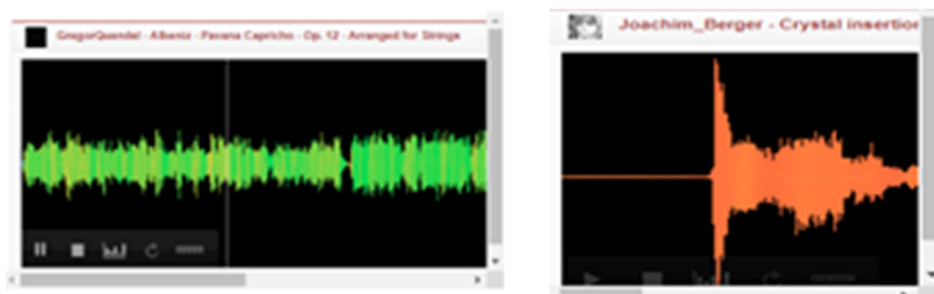 GregorQuendel - Albeniz - Pavana Capricho - Op. 12 - Arranged for Strings
Joachim_Berger - Crystal insertion